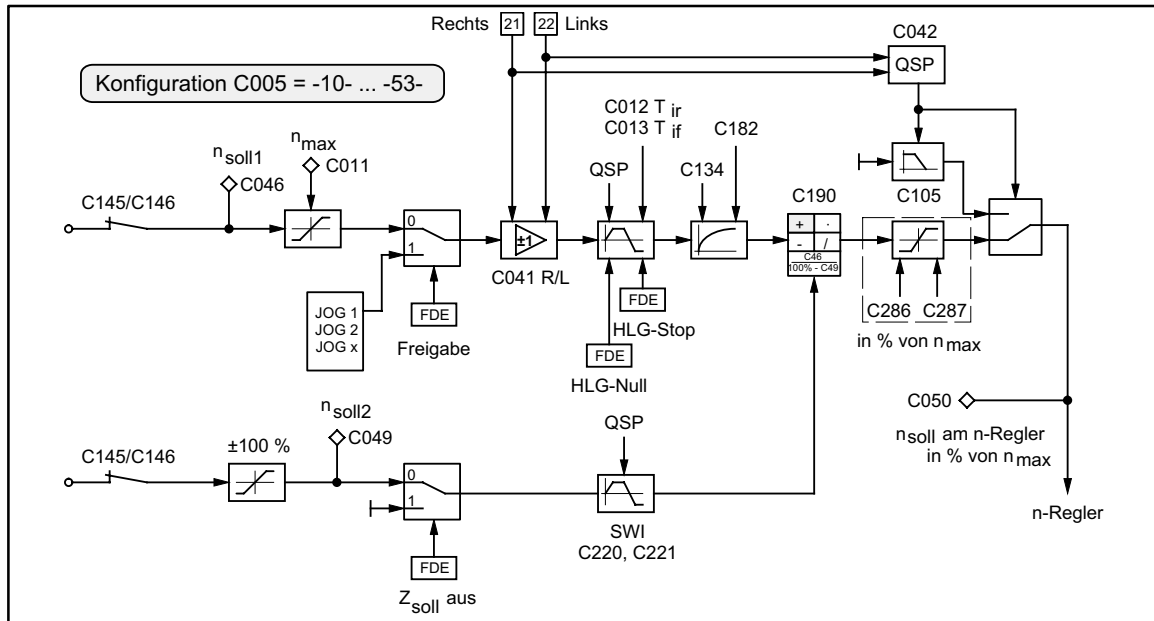 Rechts 21 22 Links
C042
QSP
Konfiguration C005 = -10- ... -53-
C012 T ir
C013 T if
C182
n max
C011
n soll1
C046
QSP
C134
C145/C146
C105
C190
0
1
±1
+ ·
- /
C46
100% - C49
C041 R/L
JOG 1
JOG 2
JOG x
FDE
Freigabe
FDE
HLG-Stop
C286 C287
in % von n max
FDE
HLG-Null
n soll2
C049
C050
QSP
n soll am n-Regler
in % von n max
C145/C146
±100 %
0
1
n-Regler
SWI
C220, C221
FDE
Z soll aus